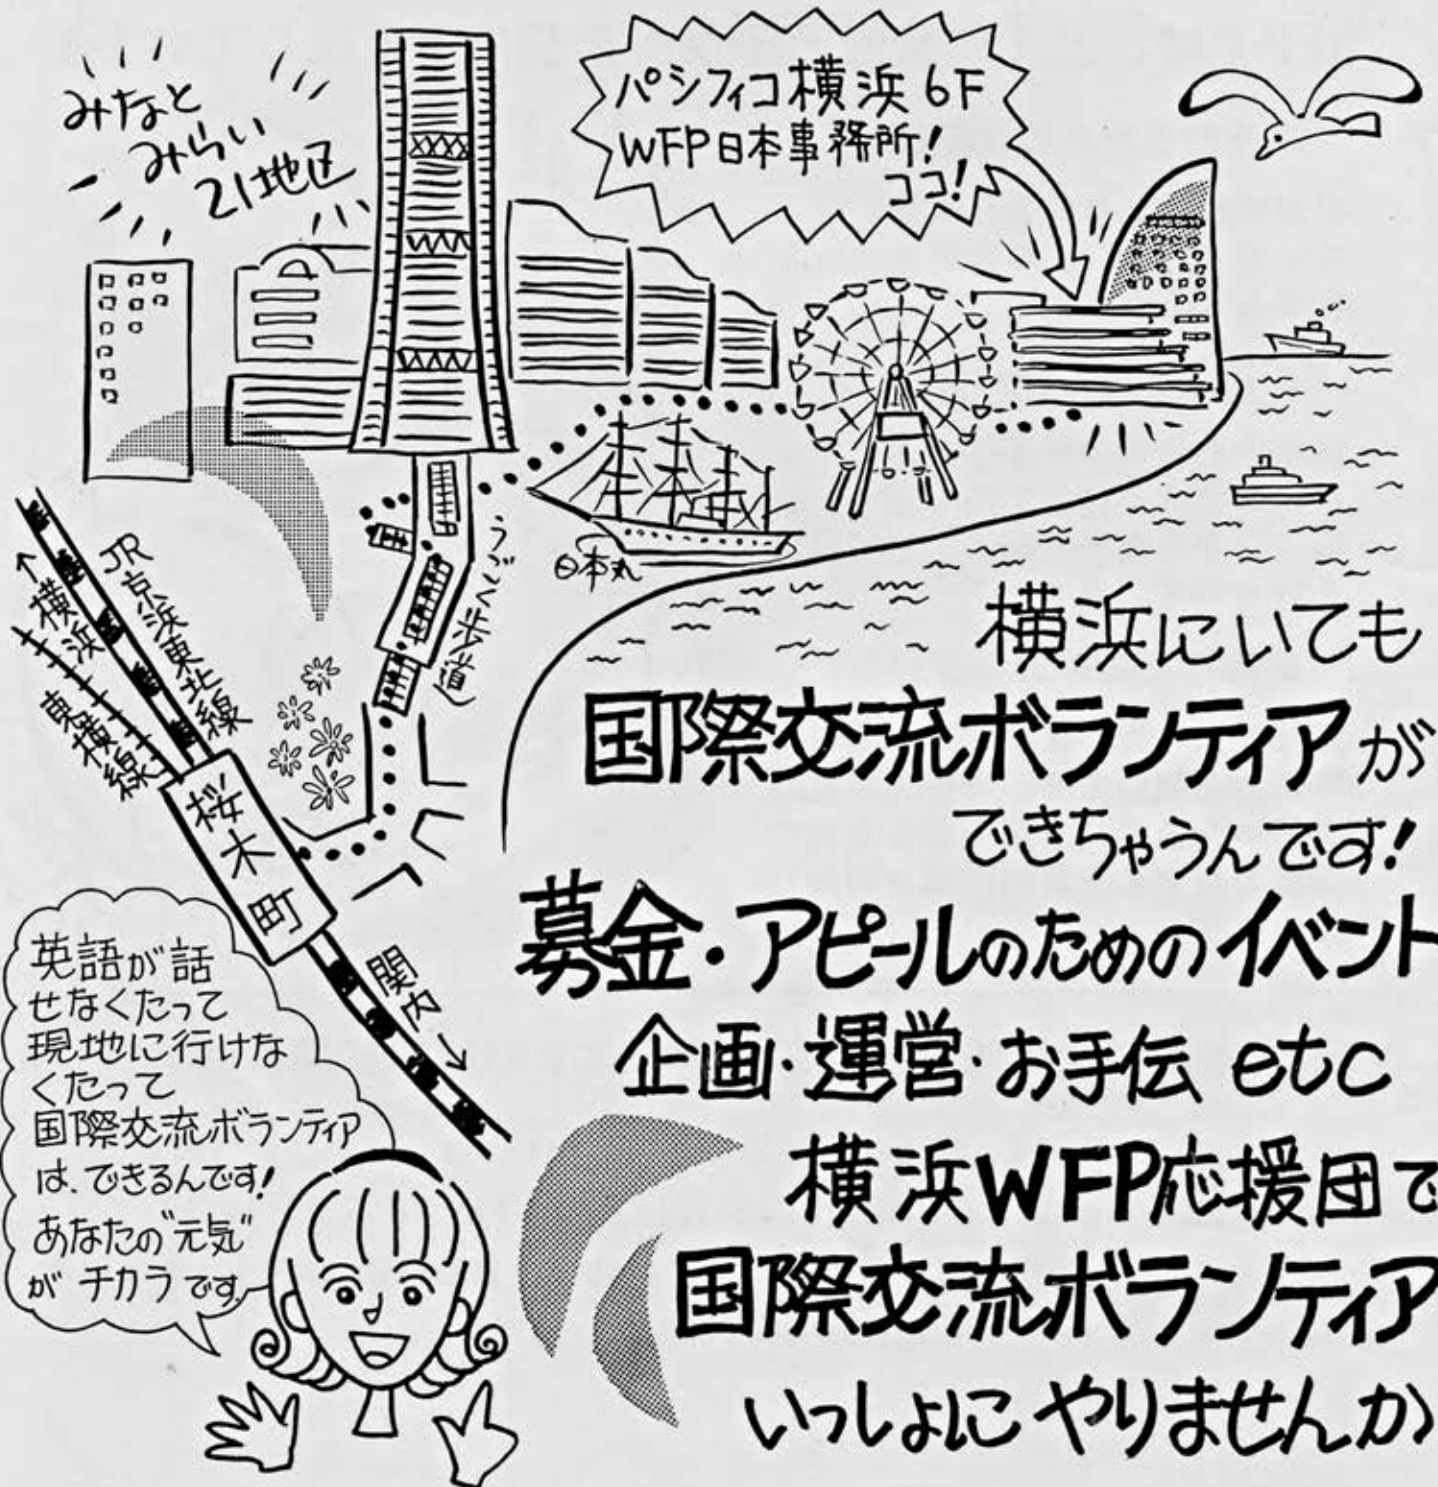 みなと
みらい
21地区
パシフィコ横浜6F
WFP日本事務所!
ココ!
うごく歩道
日本丸
JR京浜東北線
←横浜
東横線
桜木町
関内→
横浜にいても
国際交流ボランティアが
できちゃうんです!
募金・アピールのためのイベント
企画・運営・お手伝 etc
横浜WFP応援団で
国際交流ボランティア
いっしょに やりませんか
英語が話
せなくたって
現地に行けな
くたって
国際交流ボランティア
は、できるんです!
あなたの"元気"
が チカラです